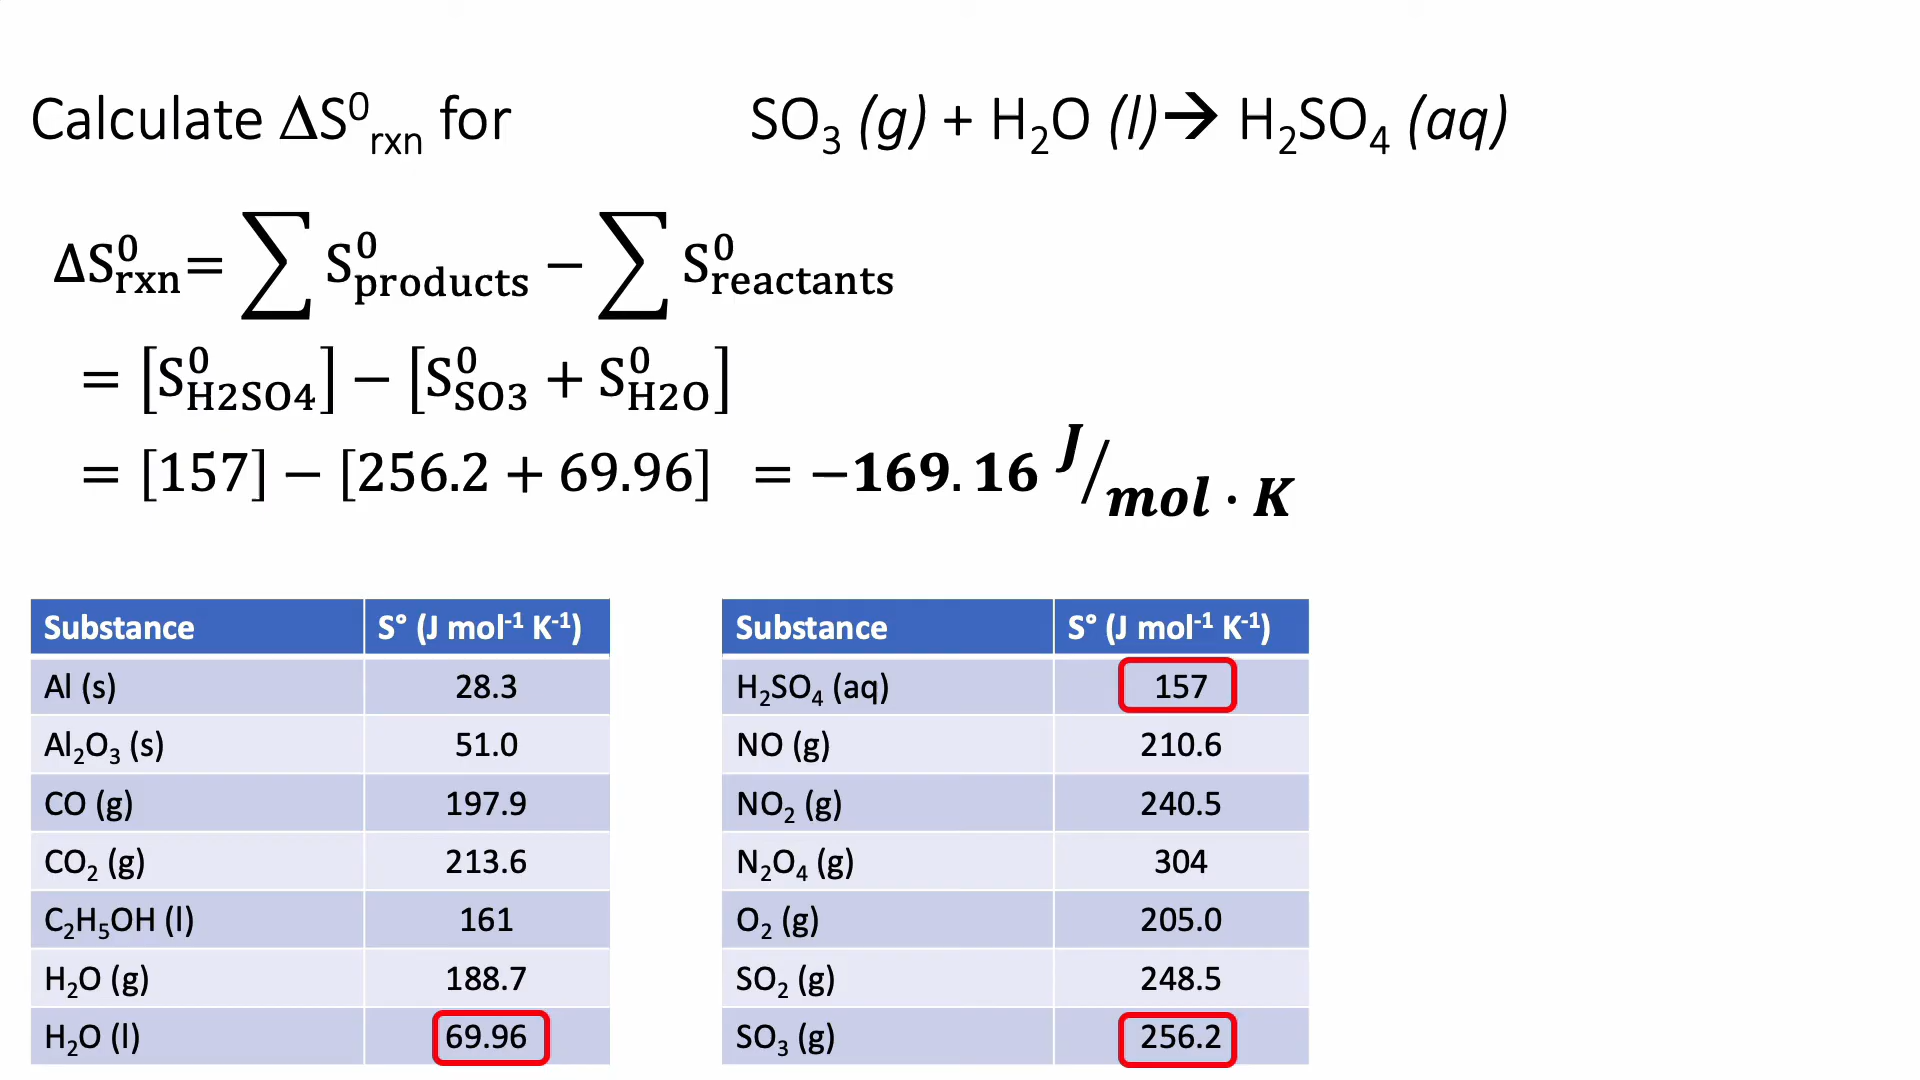 Calculate ΔS⁰rxn for SO₃ (g) + H₂O (l)→ H₂SO₄ (aq)
ΔS⁰rxn= ∑ S⁰products − ∑ S⁰reactants
= [S⁰H2SO4] − [S⁰SO3 + S⁰H2O]
= [157] − [256.2 + 69.96] = −169.16 J/mol · K
Substance S° (J mol⁻¹ K⁻¹)
Al (s) 28.3
Al₂O₃ (s) 51.0
CO (g) 197.9
CO₂ (g) 213.6
C₂H₅OH (l) 161
H₂O (g) 188.7
H₂O (l) 69.96
Substance S° (J mol⁻¹ K⁻¹)
H₂SO₄ (aq) 157
NO (g) 210.6
NO₂ (g) 240.5
N₂O₄ (g) 304
O₂ (g) 205.0
SO₂ (g) 248.5
SO₃ (g) 256.2